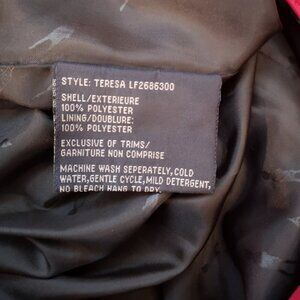 STYLE: TERESA LF2686300
SHELL/EXTERIEURE
100% POLYESTER
LINING/DOUBLURE:
100% POLYESTER
EXCLUSIVE OF TRIMS/
GARNITURE NON COMPRISE
MACHINE WASH SEPERATELY, COLD
WATER,GENTLE CYCLE, MILD DETERGENT,
NO BLEACH HANG TO DRY